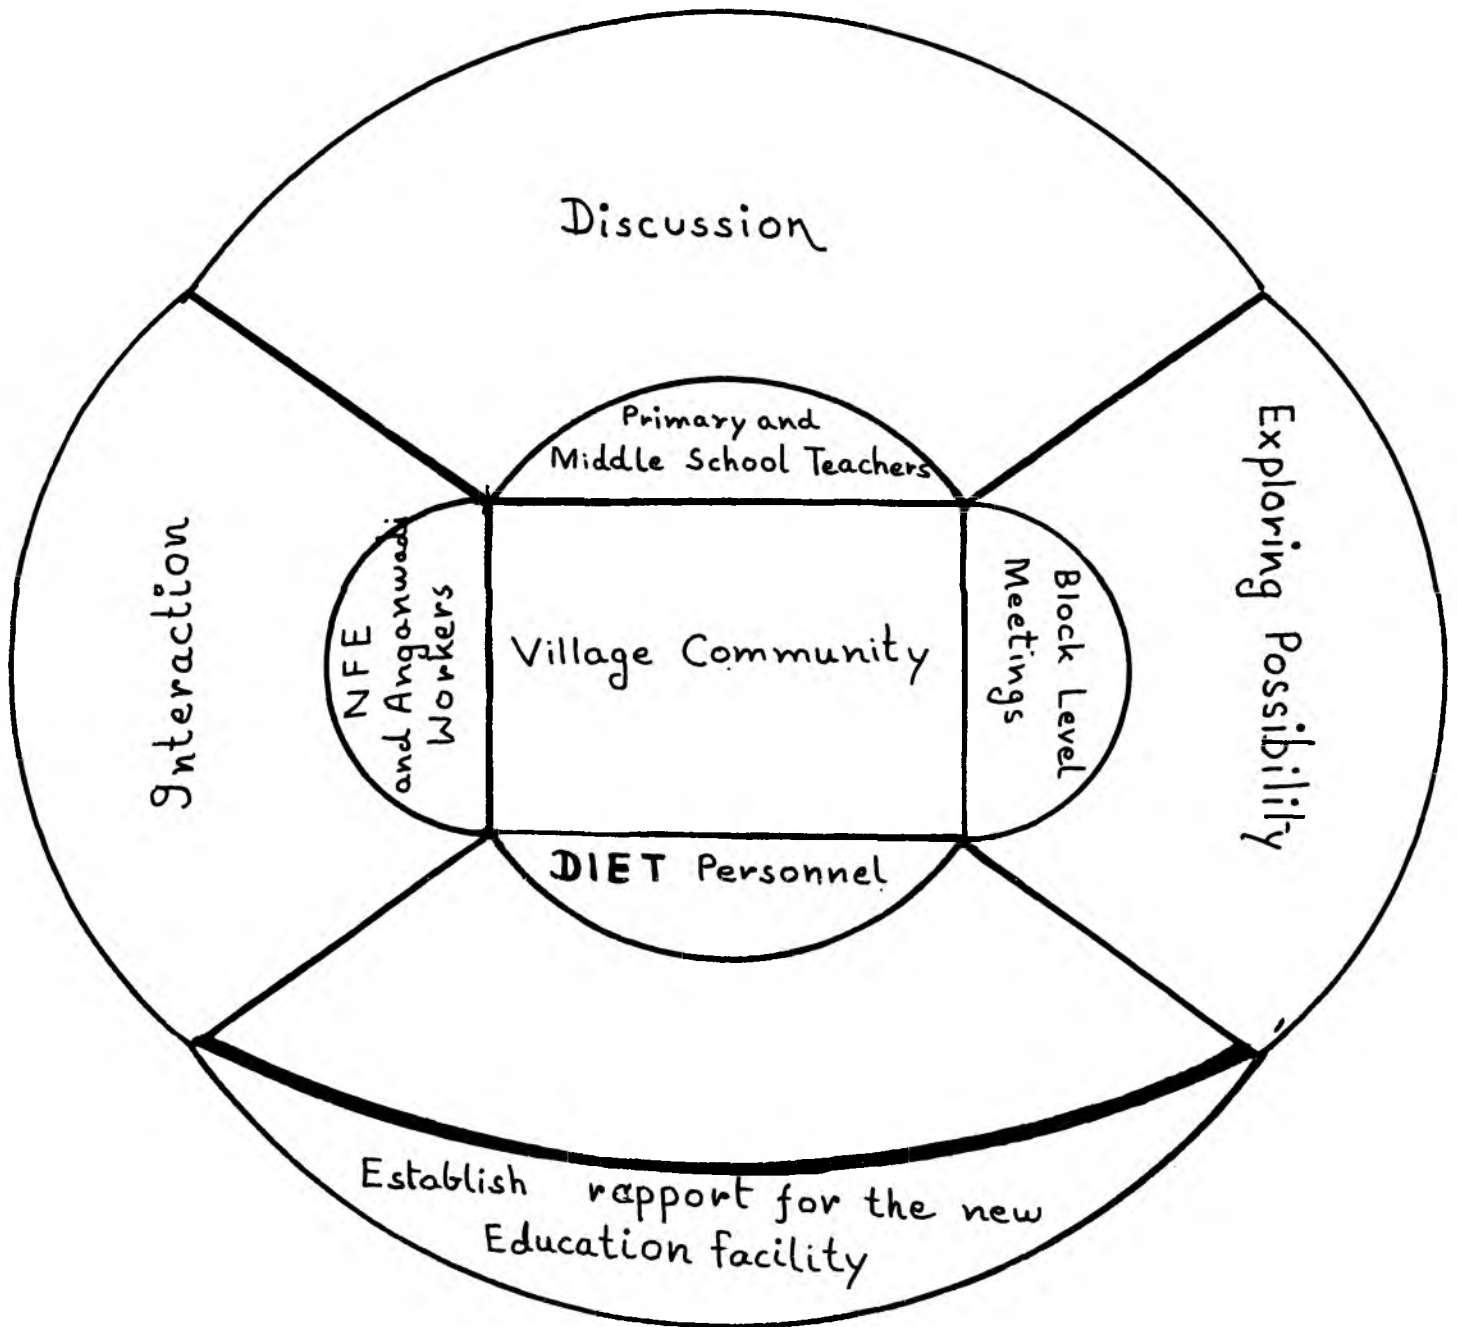 Discussion
Primary and
Middle School Teachers
Interaction
NFE
and Anganwadi
Workers
Village Community
Block Level
Meetings
Exploring Possibility
DIET Personnel
Establish rapport for the new
Education facility